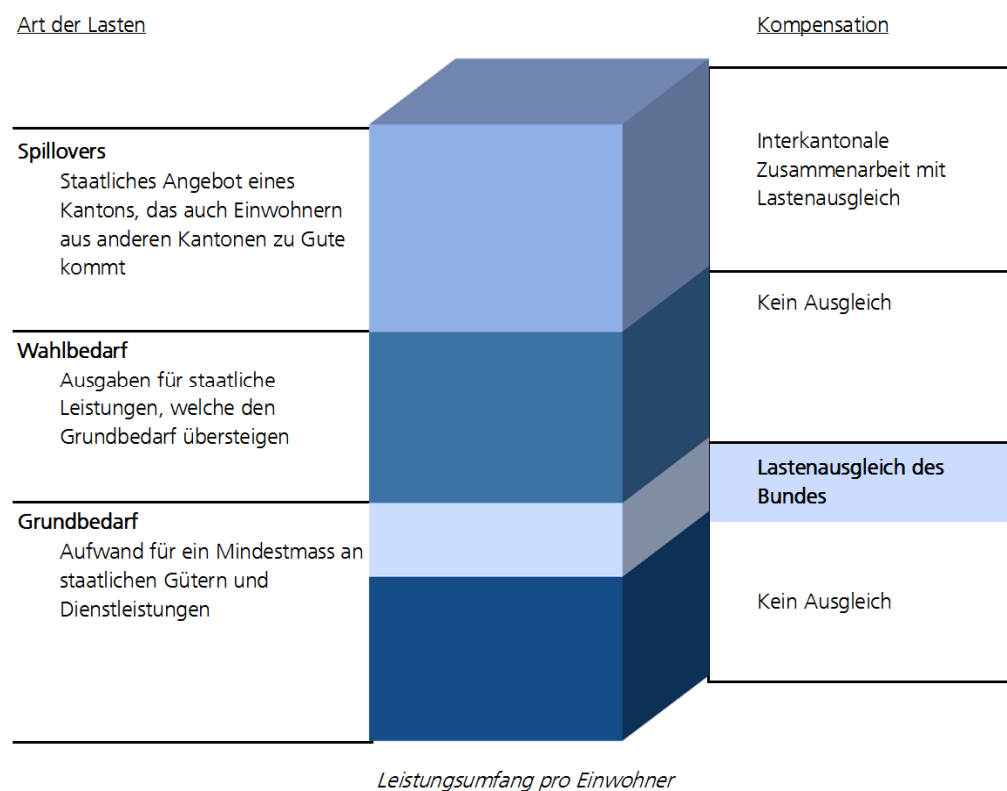 Art der Lasten
Kompensation
Spillovers
Staatliches Angebot eines
Kantons, das auch Einwohnern
aus anderen Kantonen zu Gute
kommt
Interkantonale
Zusammenarbeit mit
Lastenausgleich
Wahlbedarf
Ausgaben für staatliche
Leistungen, welche den
Grundbedarf übersteigen
Kein Ausgleich
Grundbedarf
Aufwand für ein Mindestmass an
staatlichen Gütern und
Dienstleistungen
Lastenausgleich des
Bundes
Kein Ausgleich
Leistungsumfang pro Einwohner